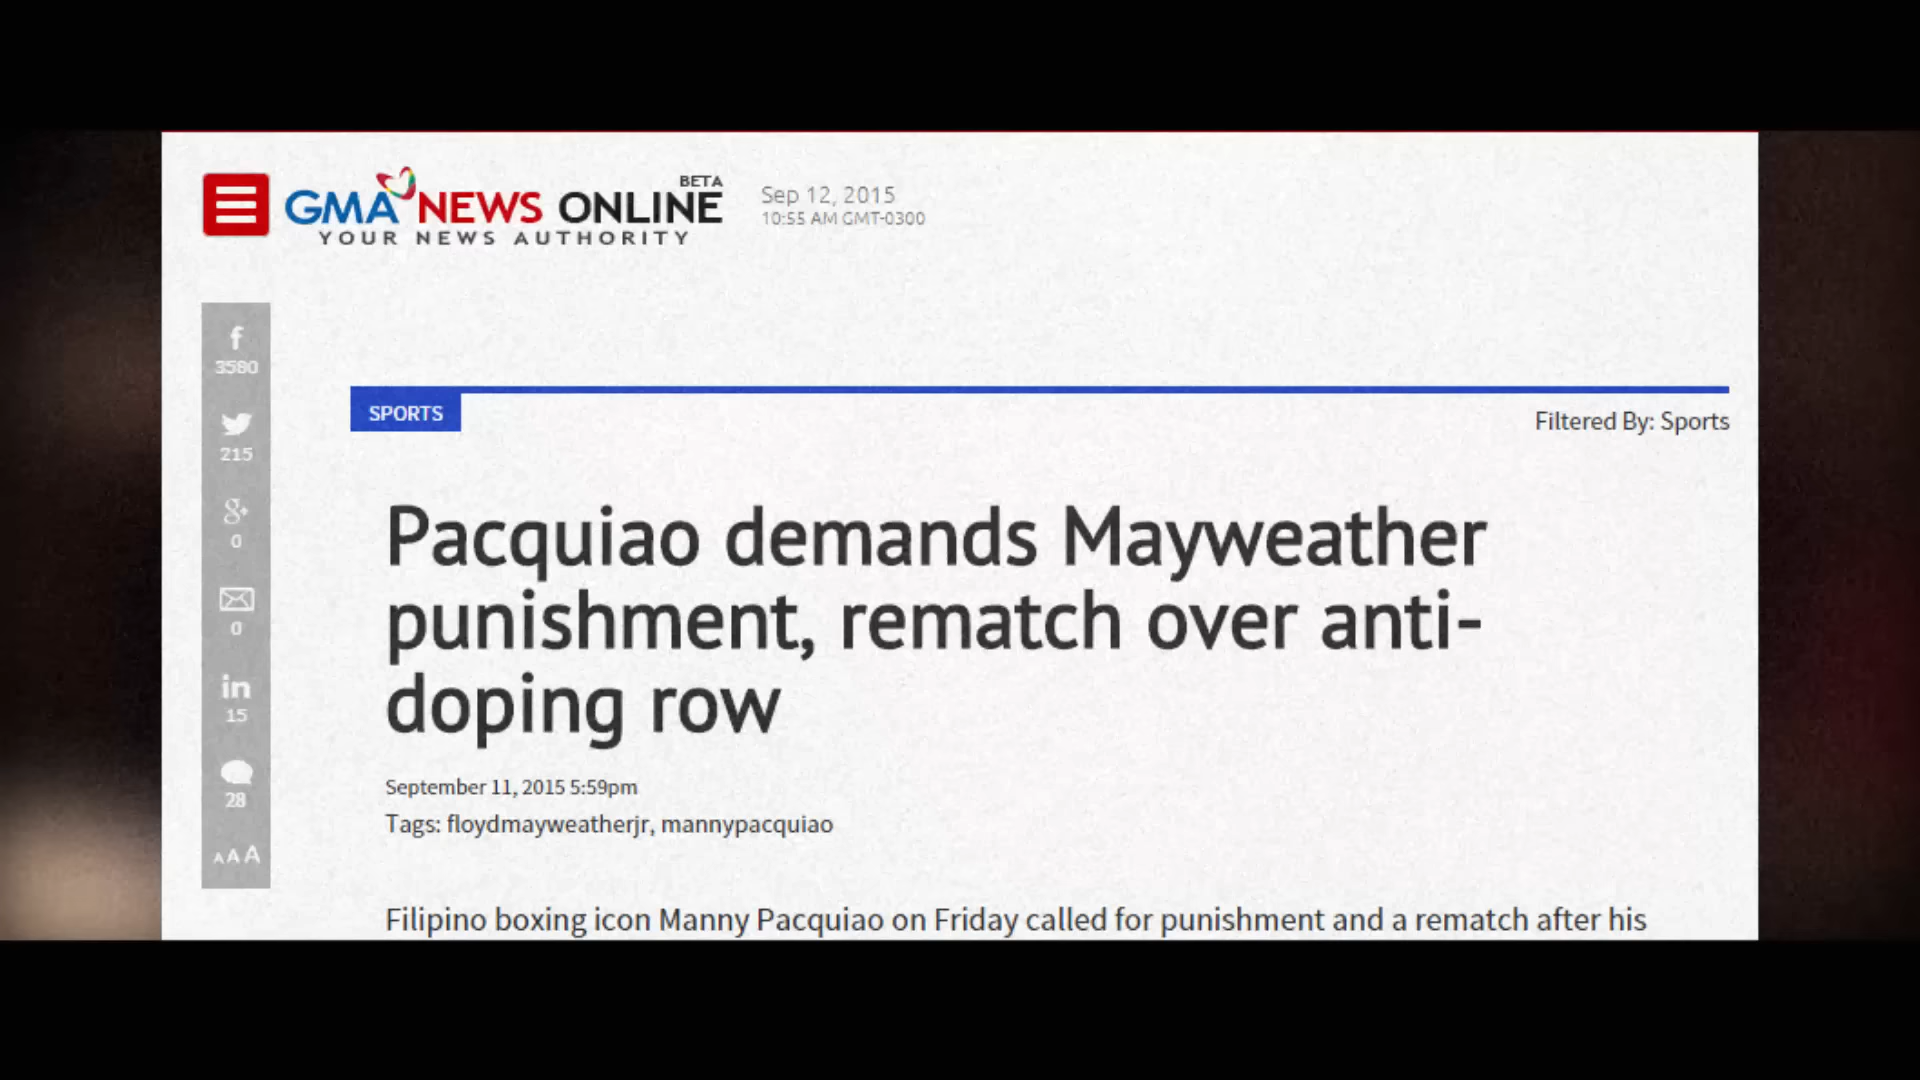 GMA NEWS ONLINE BETA
YOUR NEWS AUTHORITY
Sep 12, 2015
10:55 AM GMT-0300
f
3580
215
g+
0
0
in
15
28
AAA
SPORTS
Filtered By: Sports
Pacquiao demands Mayweather
punishment, rematch over anti-
doping row
September 11, 2015 5:59pm
Tags: floydmayweatherjr, mannypacquiao
Filipino boxing icon Manny Pacquiao on Friday called for punishment and a rematch after his